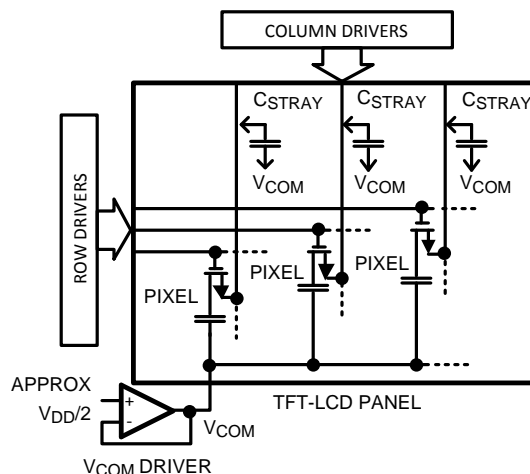 COLUMN DRIVERS
CSTRAY CSTRAY CSTRAY
VCOM VCOM VCOM
ROW DRIVERS
PIXEL PIXEL PIXEL
APPROX
VDD/2
+
-
VCOM
TFT-LCD PANEL
VCOM DRIVER